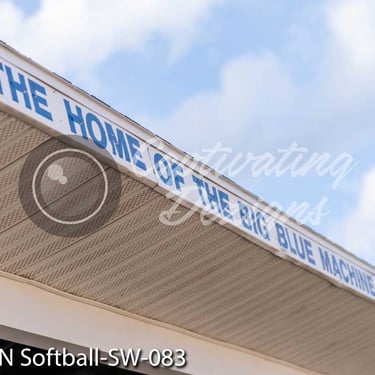 THE HOME OF THE BIG BLUE MACHINE
Captivating
Designs
N Softball-SW-083